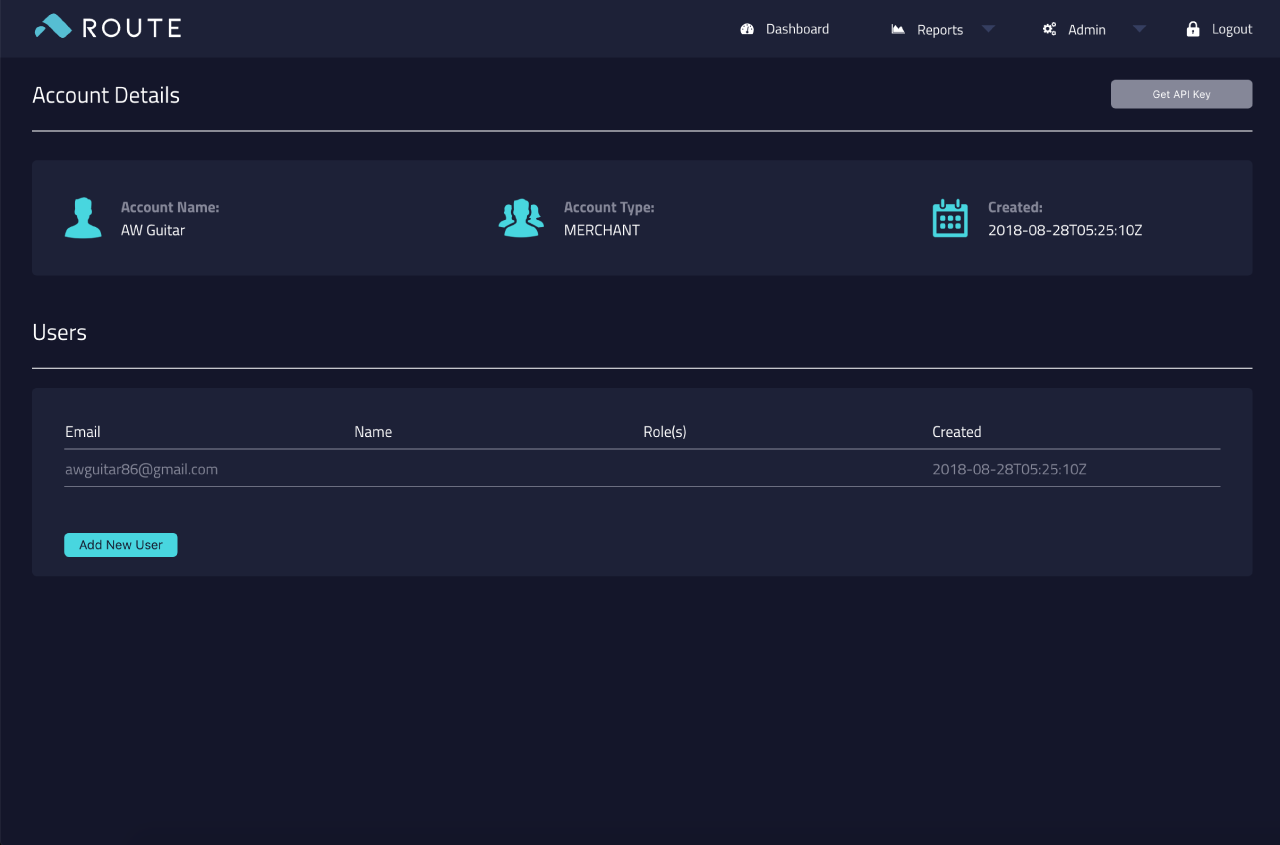 ROUTE Dashboard Reports Admin Logout
Account Details Get API Key
Account Name: Account Type: Created:
AW Guitar MERCHANT 2018-08-28T05:25:10Z
Users
Email Name Role(s) Created
awguitar86@gmail.com 2018-08-28T05:25:10Z
Add New User